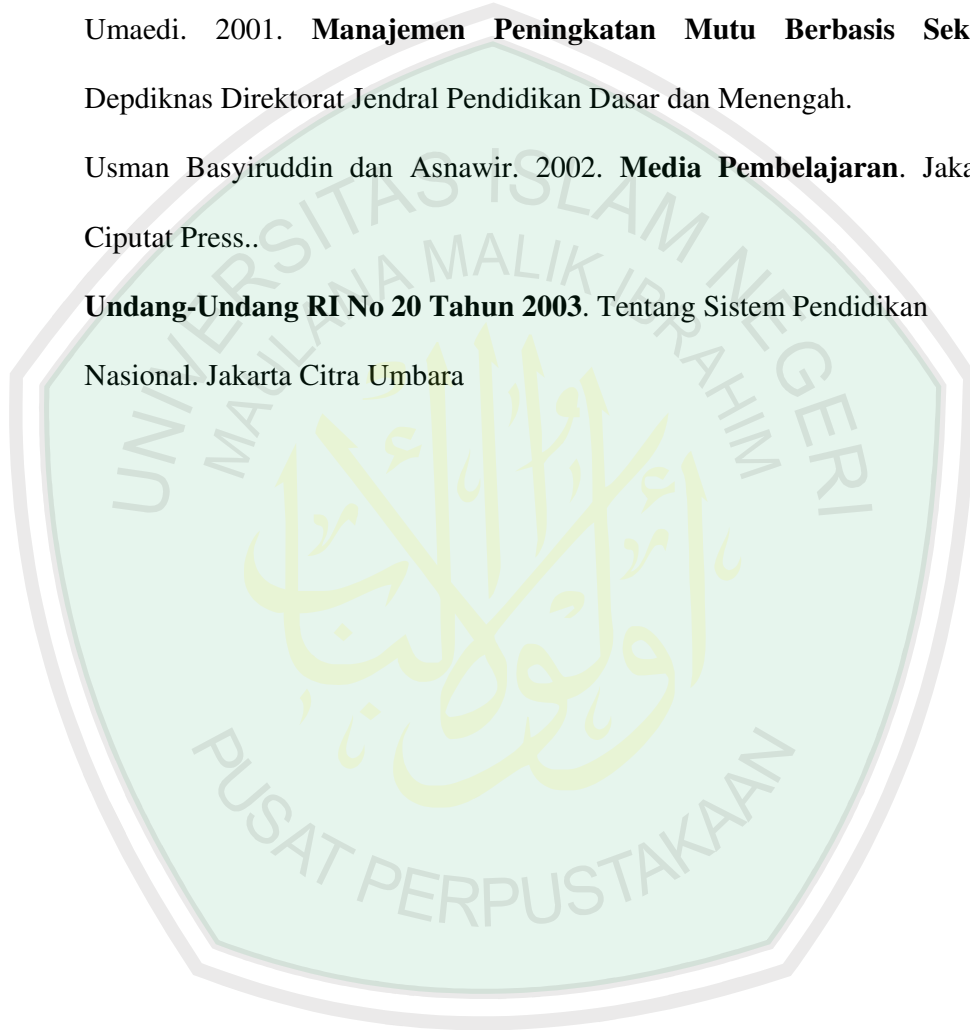 Umaedi. 2001. Manajemen Peningkatan Mutu Berbasis Sek
Depdiknas Direktorat Jendral Pendidikan Dasar dan Menengah.
Usman Basyiruddin dan Asnawir. 2002. Media Pembelajaran. Jaka
Ciputat Press..
Undang-Undang RI No 20 Tahun 2003. Tentang Sistem Pendidikan
Nasional. Jakarta Citra Umbara
UNIVERSITAS ISLAM NEGERI
MAULANA MALIK IBRAHIM
PUSAT PERPUSTAKAAN